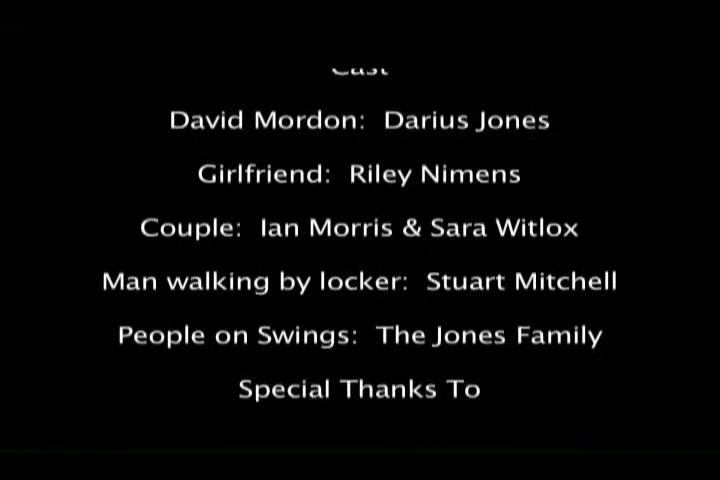 Cast
David Mordon: Darius Jones
Girlfriend: Riley Nimens
Couple: Ian Morris & Sara Witlox
Man walking by locker: Stuart Mitchell
People on Swings: The Jones Family
Special Thanks To